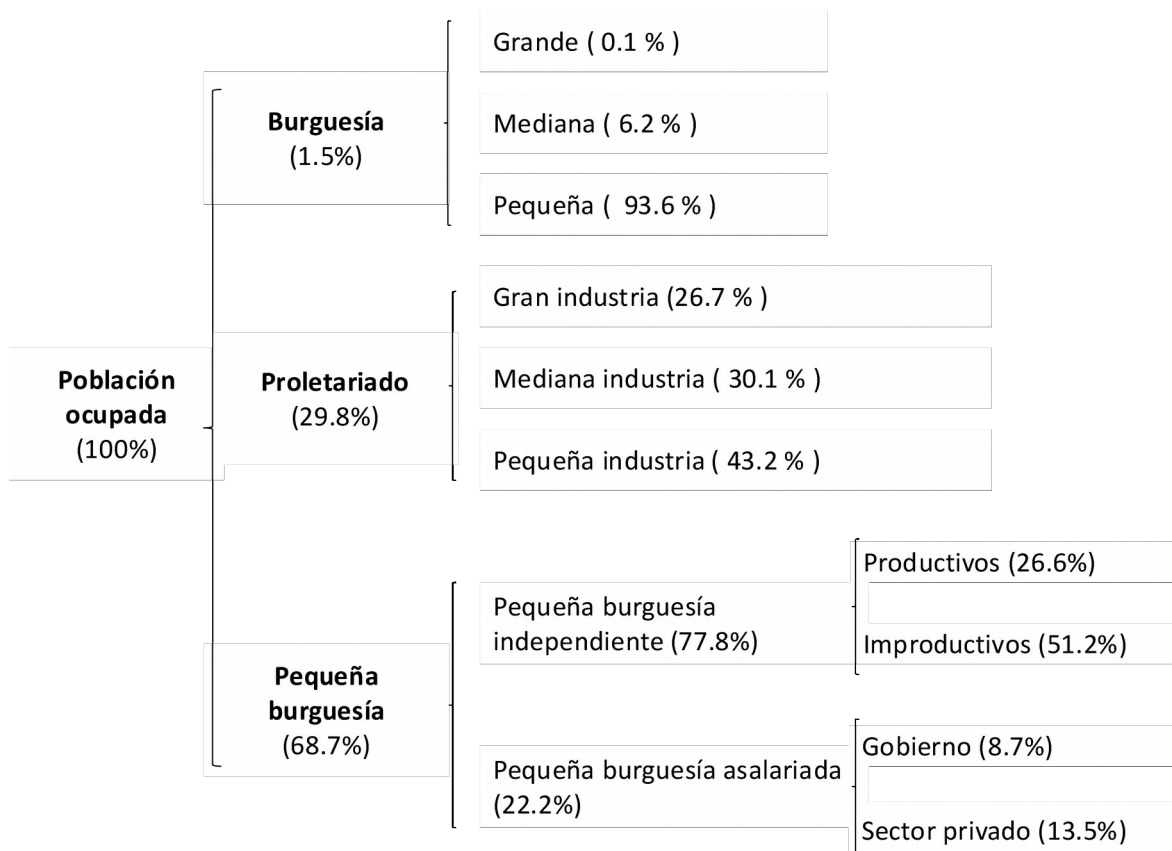 Grande ( 0.1 % )
Burguesía
(1.5%)
Mediana ( 6.2 % )
Pequeña (  93.6 % )
Gran industria (26.7 % )
Población
ocupada
(100%)
Proletariado
(29.8%)
Mediana industria ( 30.1 % )
Pequeña industria ( 43.2 % )
Pequeña
burguesía
(68.7%)
Pequeña burguesía
independiente (77.8%)
Productivos (26.6%)
Improductivos (51.2%)
Pequeña burguesía asalariada
(22.2%)
Gobierno (8.7%)
Sector privado (13.5%)